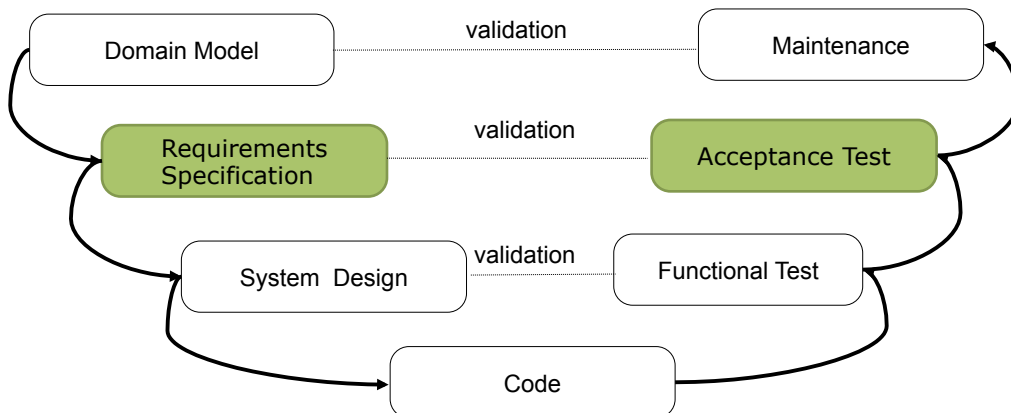 validation
Domain Model
Maintenance
validation
Requirements
Specification
Acceptance Test
validation
System Design
Functional Test
Code